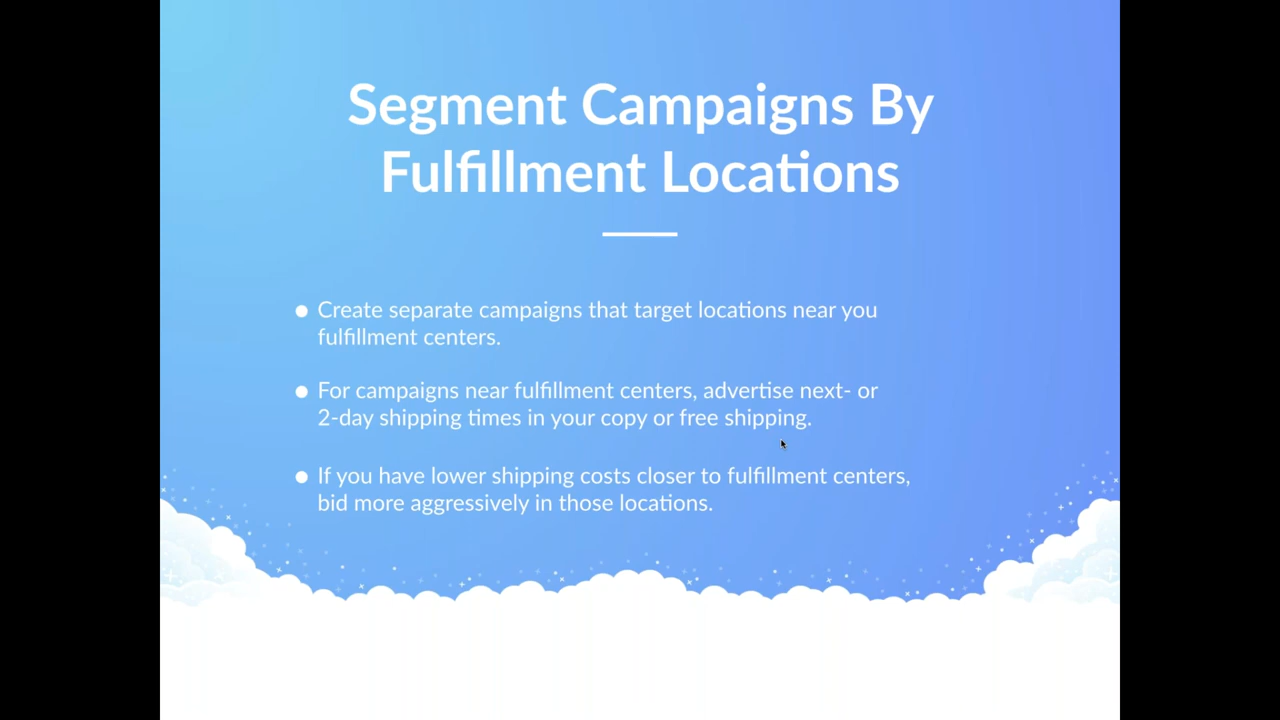 Segment Campaigns By
Fulfillment Locations
● Create separate campaigns that target locations near you
fulfillment centers.
● For campaigns near fulfillment centers, advertise next- or
2-day shipping times in your copy or free shipping.
● If you have lower shipping costs closer to fulfillment centers,
bid more aggressively in those locations.